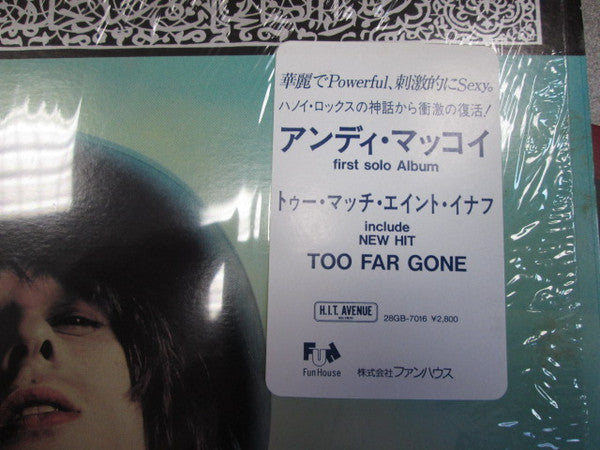 華麗でPowerful、刺激的にSexy。
ハノイ・ロックスの神話から衝激の復活!
アンディ・マッコイ
first solo Album
トゥー・マッチ・エイント・イナフ
include
NEW HIT
TOO FAR GONE
H.I.T. AVENUE
28GB-7016 ¥2,800
FUN
Fun House
株式会社ファンハウス